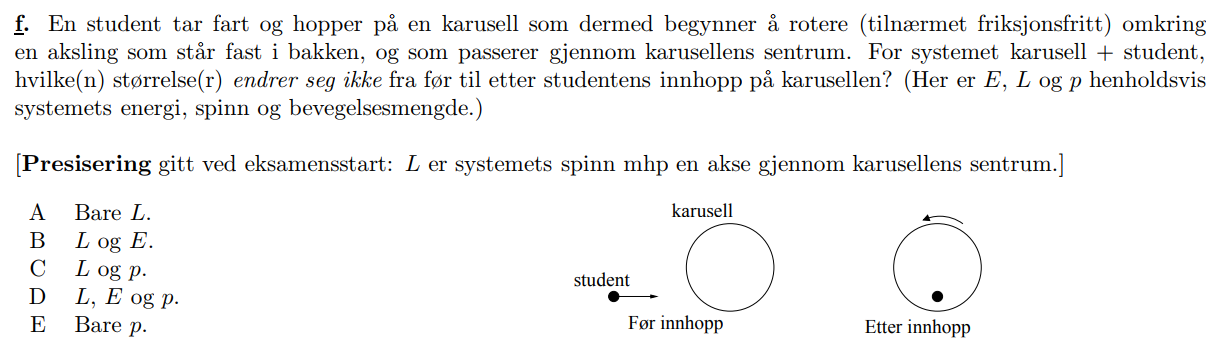 f. En student tar fart og hopper på en karusell som dermed begynner å rotere (tilnærmet friksjonsfritt) omkring
en aksling som står fast i bakken, og som passerer gjennom karusellens sentrum. For systemet karusell + student,
hvilke(n) størrelse(r) endrer seg ikke fra før til etter studentens innhopp på karusellen? (Her er E, L og p henholdsvis
systemets energi, spinn og bevegelsesmengde.)
[Presisering gitt ved eksamensstart: L er systemets spinn mhp en akse gjennom karusellens sentrum.]
A Bare L.
B L og E.
C L og p.
D L, E og p.
E Bare p.
karusell
student
Før innhopp
Etter innhopp